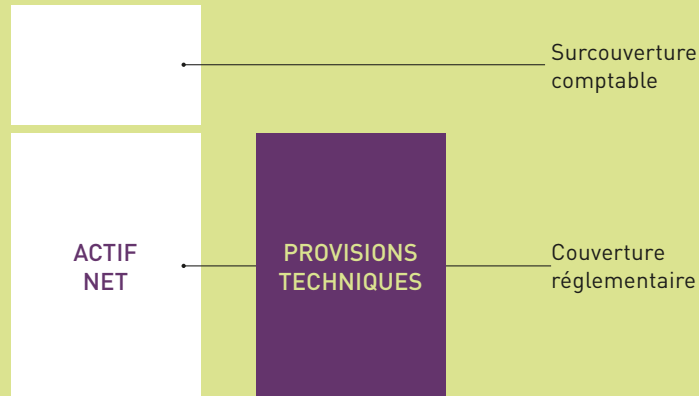 Surcouverture
comptable
ACTIF
NET
PROVISIONS
TECHNIQUES
Couverture
réglementaire